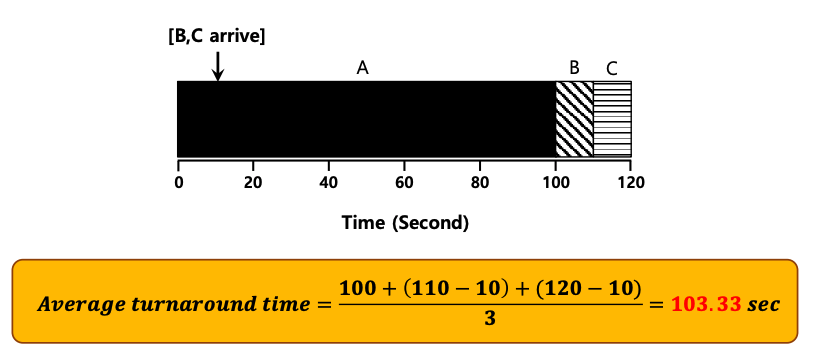 [B,C arrive]
A B C
0 20 40 60 80 100 120
Time (Second)
Average turnaround time = \frac{100 + (110 − 10) + (120 − 10)}{3} = 103.33 sec